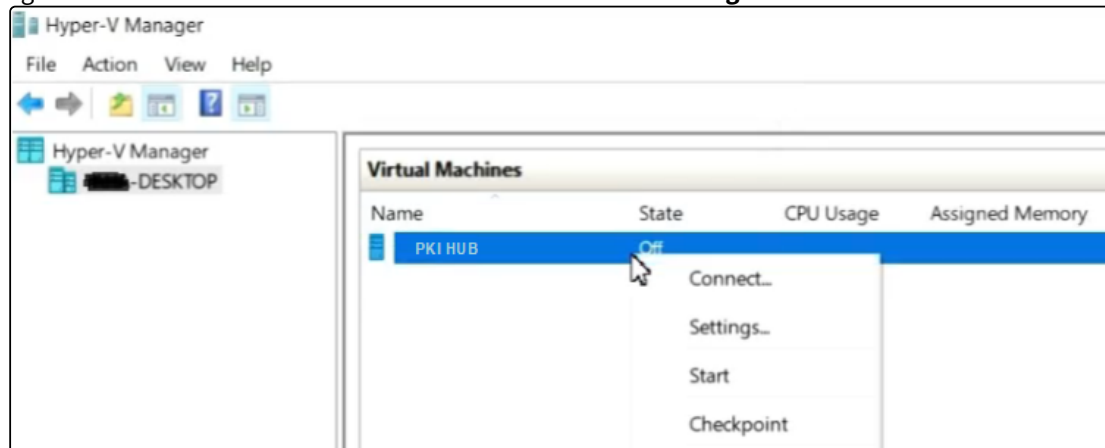 Hyper-V Manager
File Action View Help
Hyper-V Manager
-DESKTOP
Virtual Machines
Name State CPU Usage Assigned Memory
PKI HUB Off
Connect...
Settings...
Start
Checkpoint